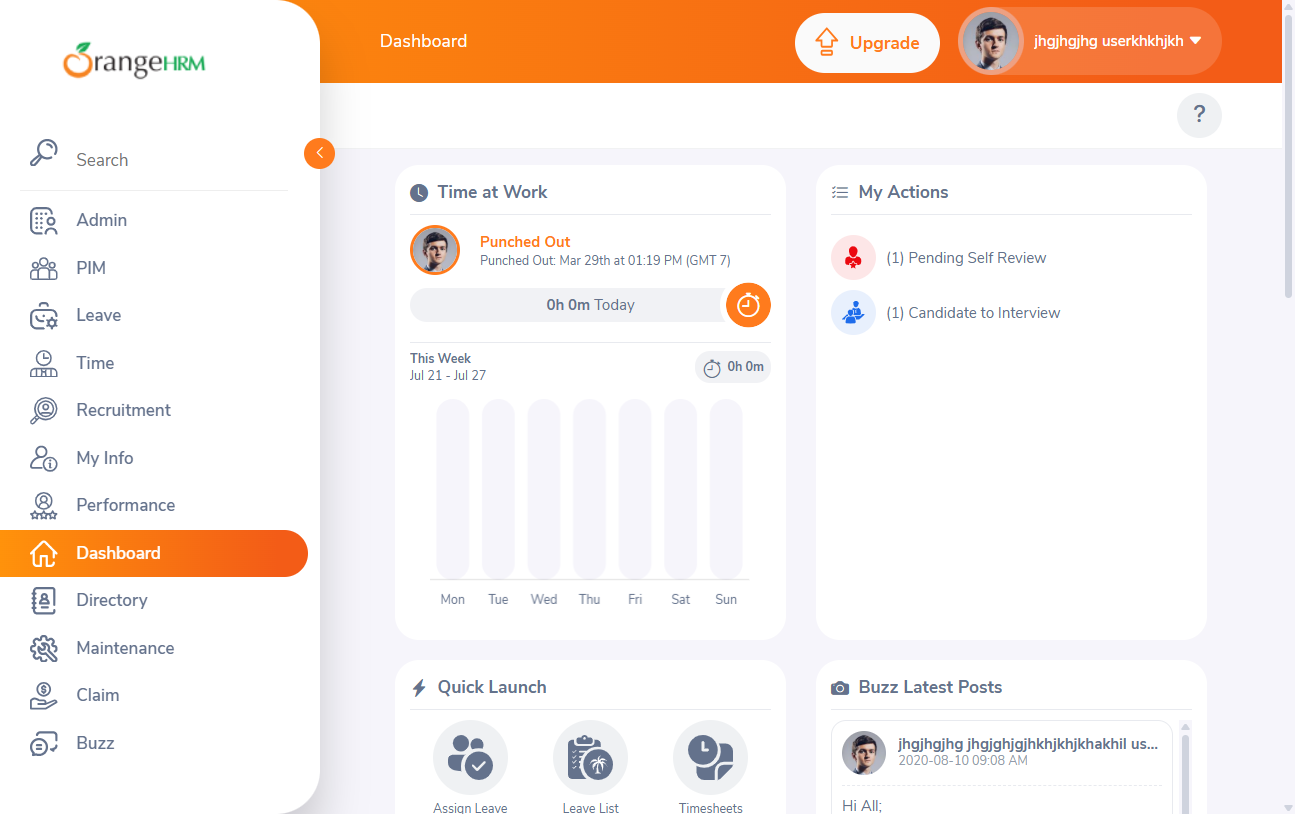 OrangeHRM
Dashboard
Upgrade
jhgjhgjhg userkhkhjkh
?
Search
Admin
PIM
Leave
Time
Recruitment
My Info
Performance
Dashboard
Directory
Maintenance
Claim
Buzz
Time at Work
Punched Out
Punched Out: Mar 29th at 01:19 PM (GMT 7)
0h 0m Today
This Week
Jul 21 - Jul 27
0h 0m
Mon Tue Wed Thu Fri Sat Sun
My Actions
(1) Pending Self Review
(1) Candidate to Interview
Quick Launch
Assign Leave Leave List Timesheets
Buzz Latest Posts
jhgjhgjhg jhgjghjgjhkhjkhjkhakhil us...
2020-08-10 09:08 AM
Hi All;